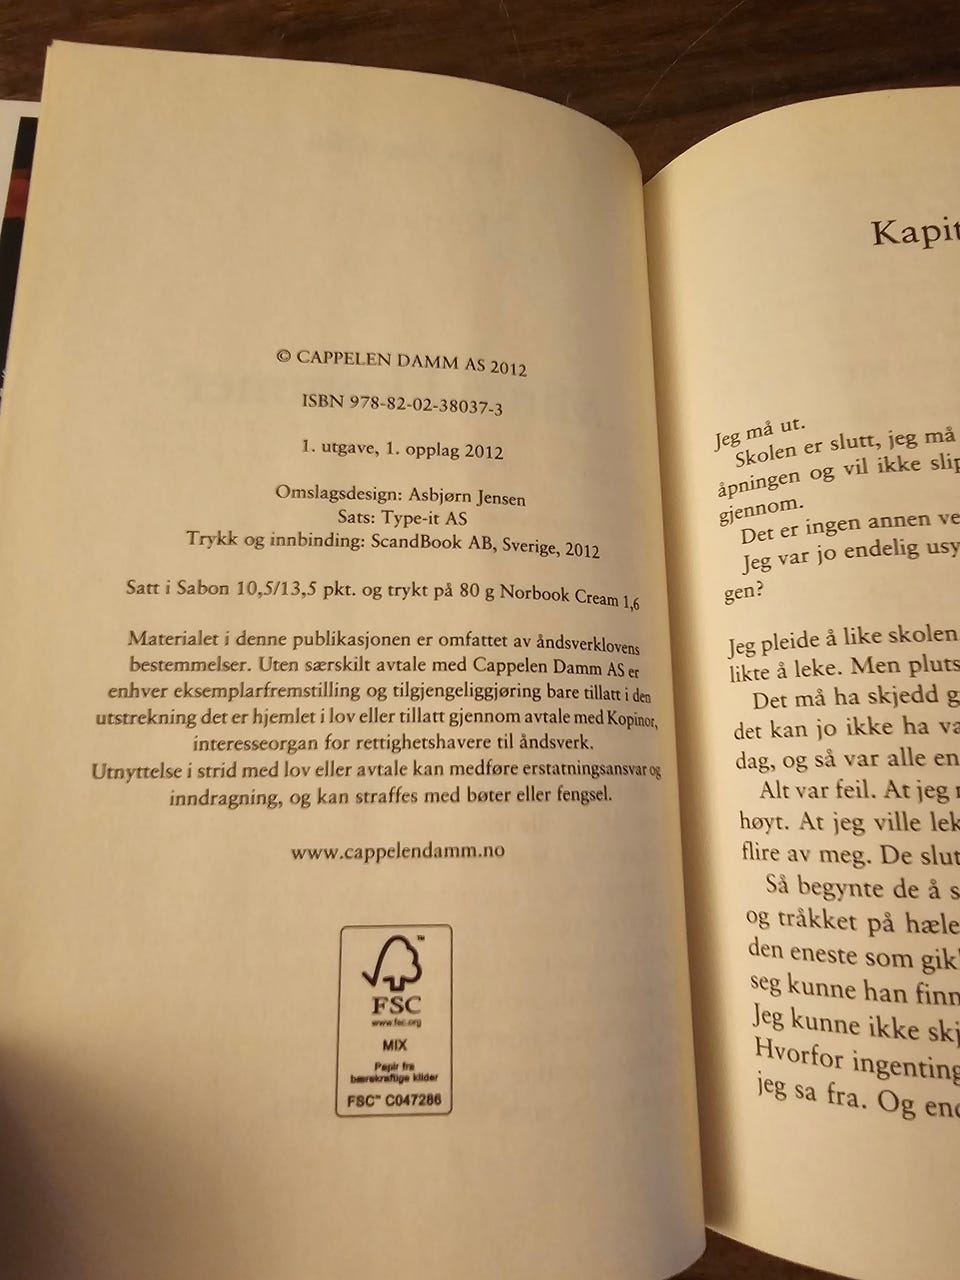 © CAPPELEN DAMM AS 2012
ISBN 978-82-02-38037-3
1. utgave, 1. opplag 2012
Omslagsdesign: Asbjørn Jensen
Sats: Type-it AS
Trykk og innbinding: ScandBook AB, Sverige, 2012
Satt i Sabon 10,5/13,5 pkt. og trykt på 80 g Norbook Cream 1,6
Materialet i denne publikasjonen er omfattet av åndsverklovens
bestemmelser. Uten særskilt avtale med Cappelen Damm AS er
enhver eksemplarfremstilling og tilgjengeliggjøring bare tillatt i den
utstrekning det er hjemlet i lov eller tillatt gjennom avtale med Kopinor,
interesseorgan for rettighetshavere til åndsverk.
Utnyttelse i strid med lov eller avtale kan medføre erstatningsansvar og
inndragning, og kan straffes med bøter eller fengsel.
www.cappelendamm.no
FSC
www.fsc.org
MIX
Papir fra
bærekraftige kilder
FSC™ C047286
Kapit
Jeg må ut.
Skolen er slutt, jeg må
åpningen og vil ikke slip
gjennom.
Det er ingen annen ve
Jeg var jo endelig usy
gen?
Jeg pleide å like skolen
likte å leke. Men pluts
Det må ha skjedd g
det kan jo ikke ha va
dag, og så var alle en
Alt var feil. At jeg
høyt. At jeg ville lek
flire av meg. De slut
Så begynte de å s
og tråkket på hæle
den eneste som gik
seg kunne han finn
Jeg kunne ikke skj
Hvorfor ingenting
jeg sa fra. Og end